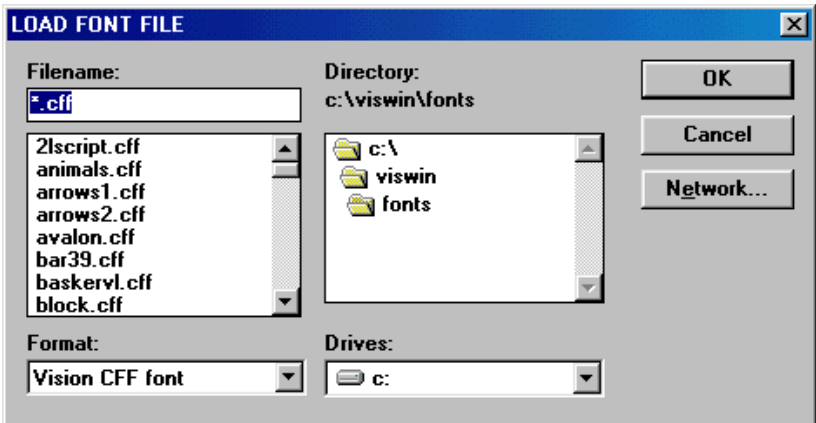 LOAD FONT FILE
Filename:
*.cff
2lscript.cff
animals.cff
arrows1.cff
arrows2.cff
avalon.cff
bar39.cff
baskervl.cff
block.cff
Format:
Vision CFF font
Directory:
c:\viswin\fonts
c:\
viswin
fonts
Drives:
c:
OK
Cancel
Network...